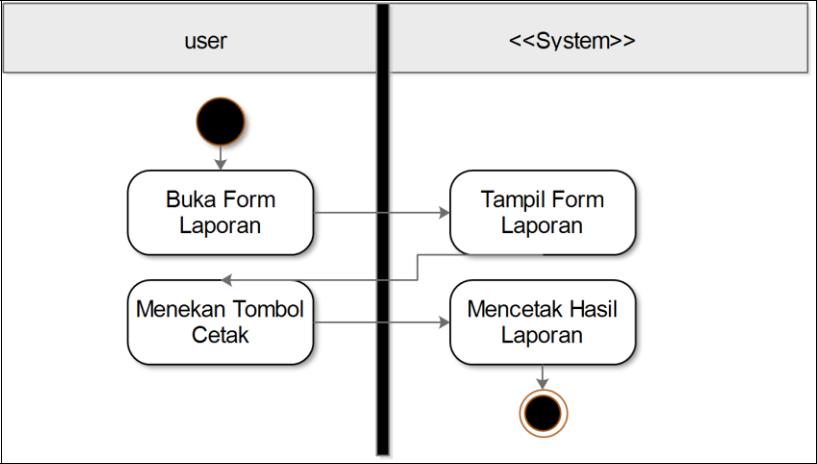 user
<<System>>
Buka Form
Laporan
Tampil Form
Laporan
Menekan Tombol
Cetak
Mencetak Hasil
Laporan